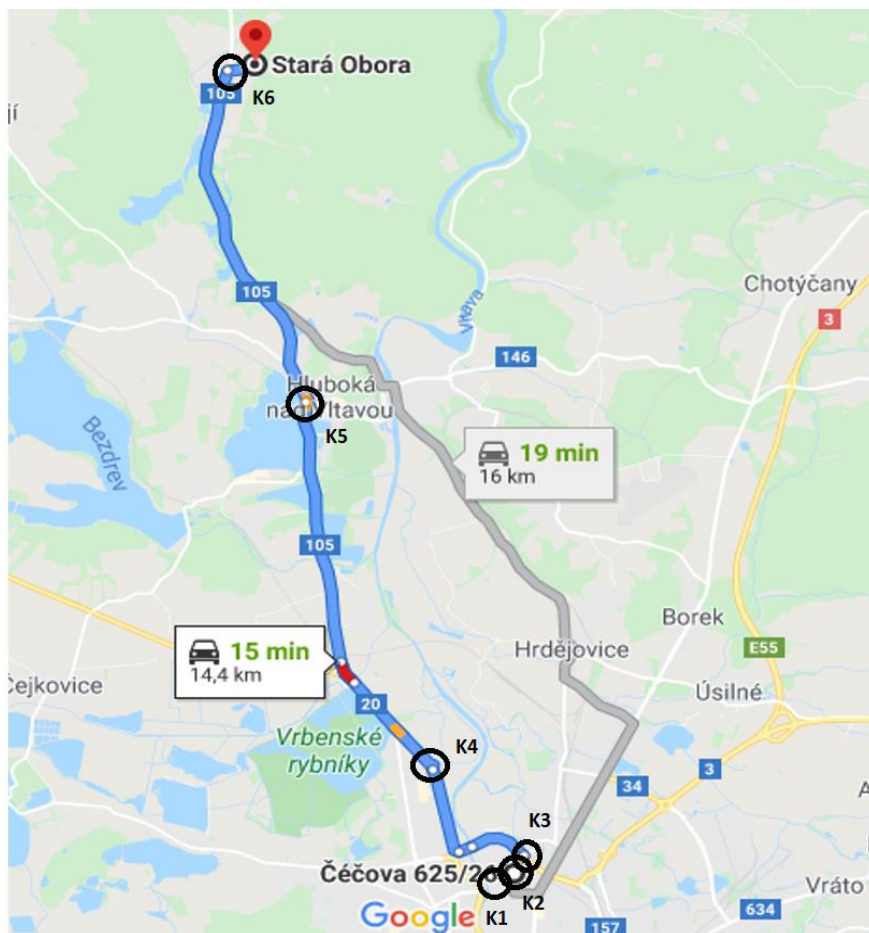 Stará Obora
105
K6
jí
Chotýčany
3
105
Vltava
146
Hluboká
nad Vltavou
K5
Bezdrev
19 min
16 km
105
Borek
15 min
14,4 km
Hrdějovice
E55
Čejkovice
Úsilné
20
Vrbenské
rybníky
K4
3
34
A
K3
Čéčova 625/2
K2
Vráto
Google
K1
157
634